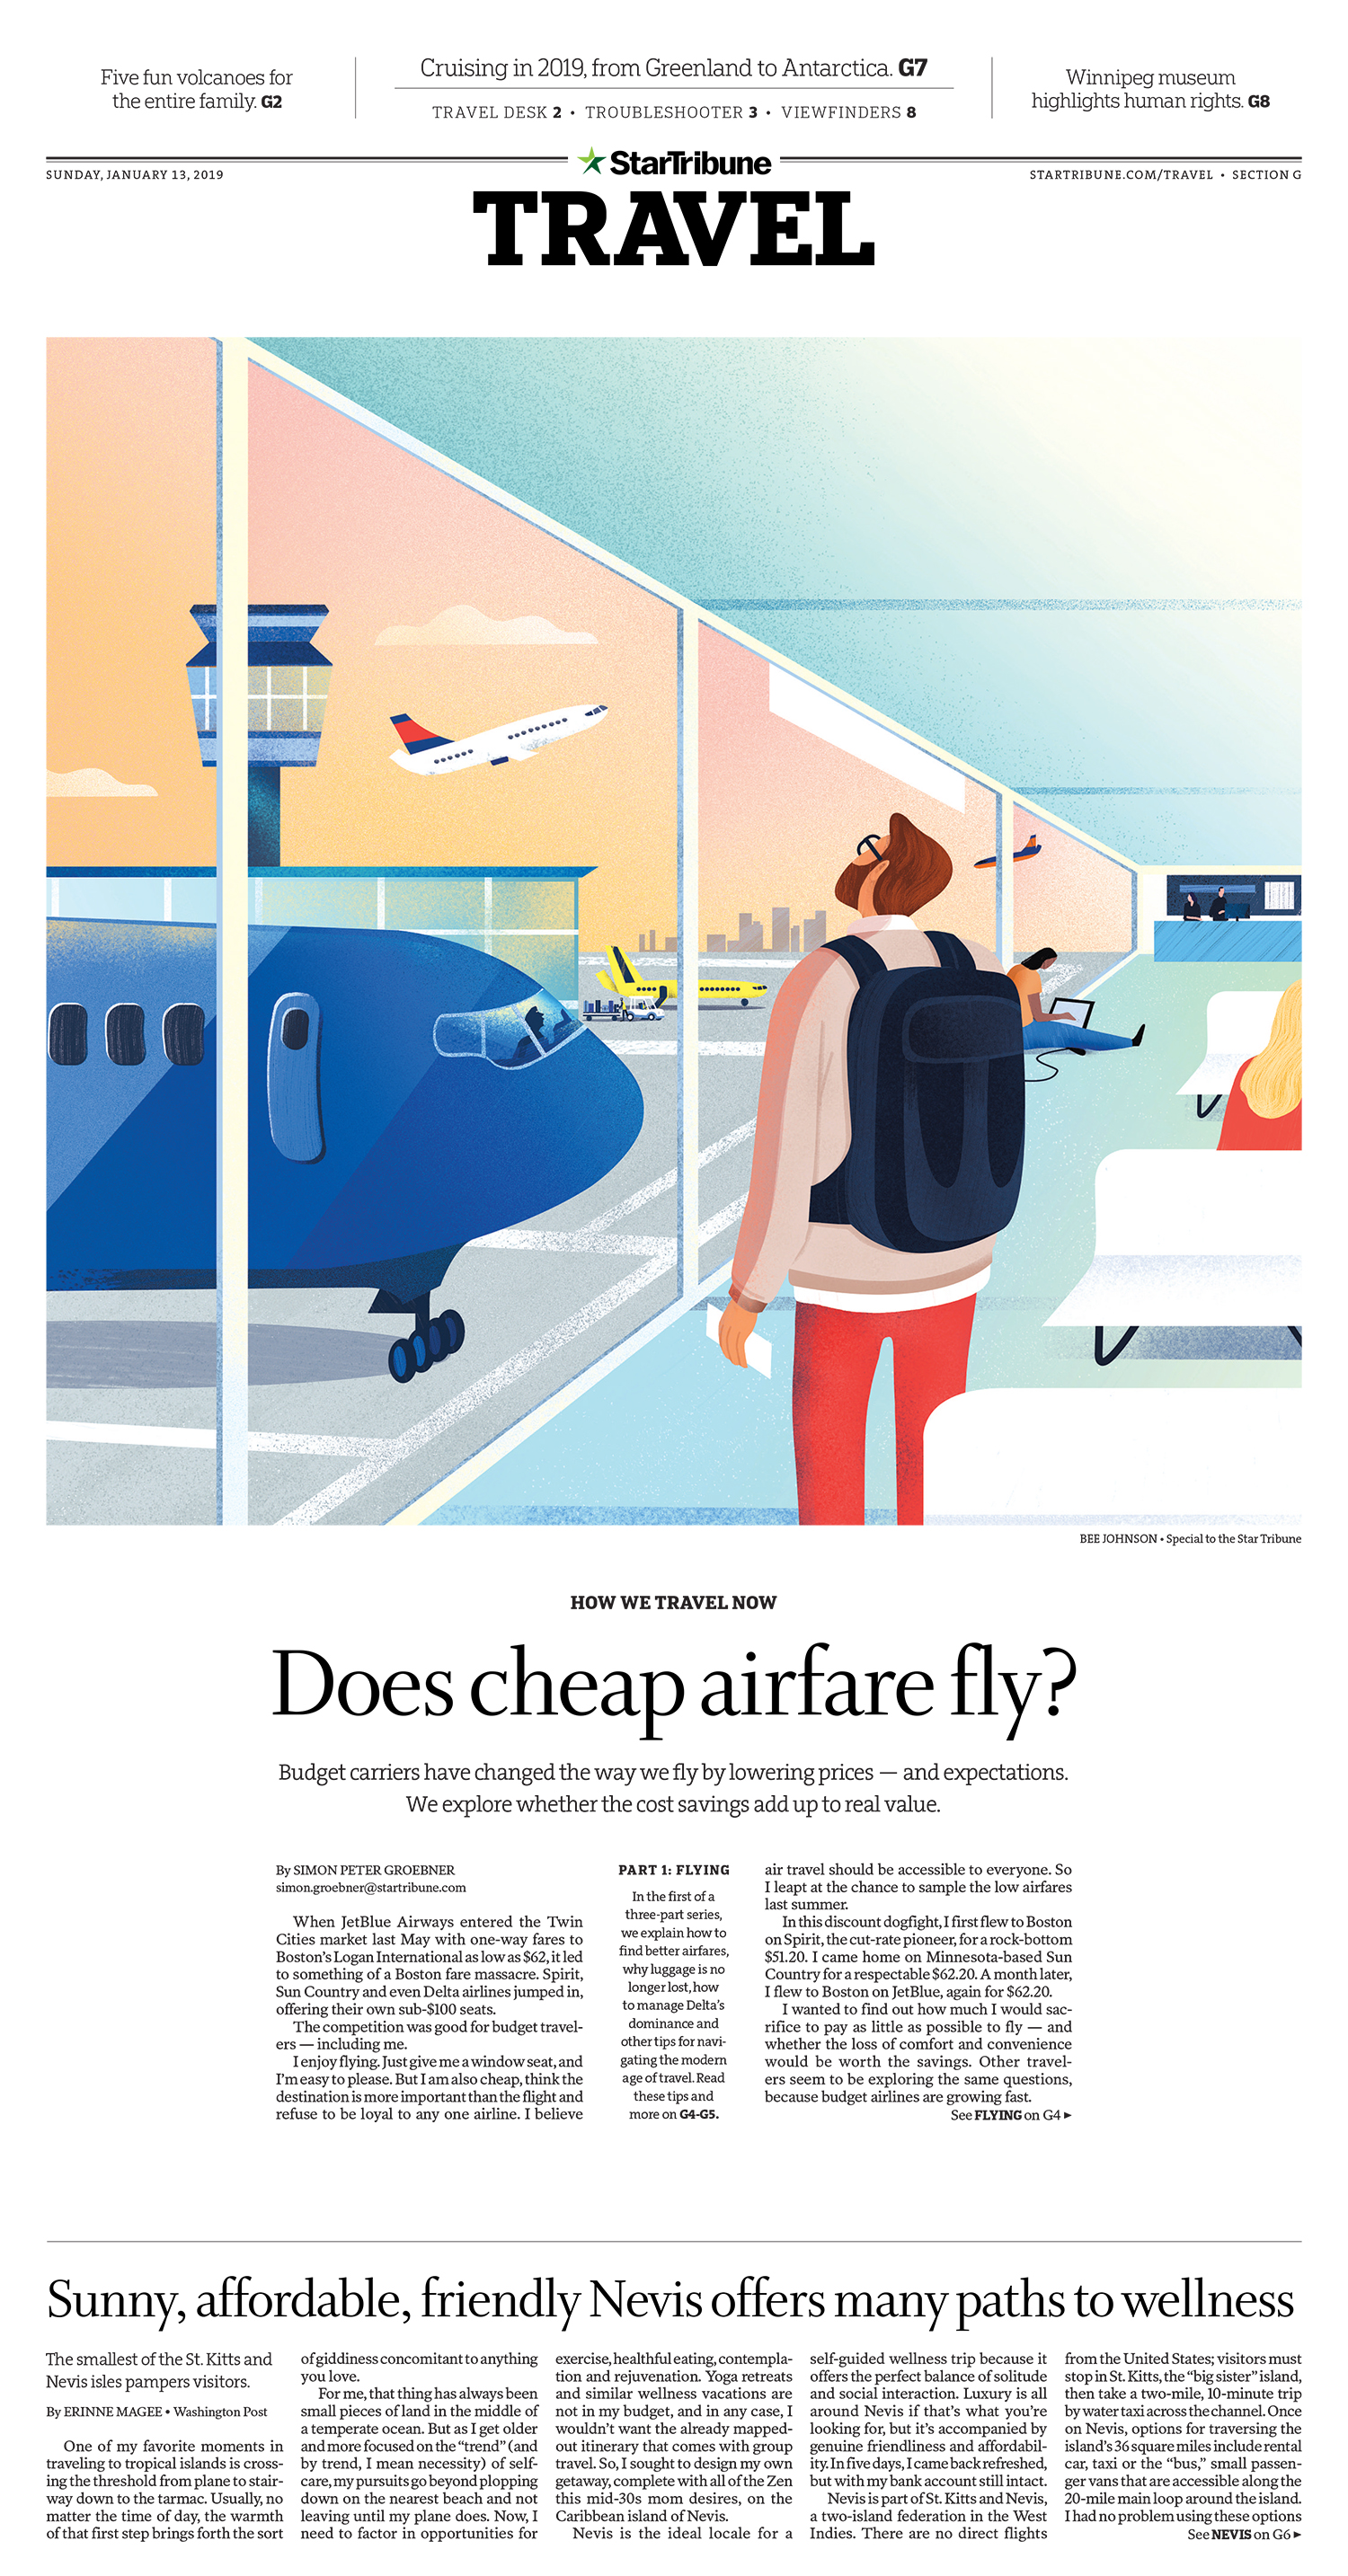 Five fun volcanoes for
the entire family. G2
Cruising in 2019, from Greenland to Antarctica. G7
TRAVEL DESK 2 • TROUBLESHOOTER 3 • VIEWFINDERS 8
Winnipeg museum
highlights human rights. G8
StarTribune
SUNDAY, JANUARY 13, 2019
STARTRIBUNE.COM/TRAVEL • SECTION G
TRAVEL
BEE JOHNSON • Special to the Star Tribune
HOW WE TRAVEL NOW
Does cheap airfare fly?
Budget carriers have changed the way we fly by lowering prices — and expectations.
We explore whether the cost savings add up to real value.
By SIMON PETER GROEBNER
simon.groebner@startribune.com
When JetBlue Airways entered the Twin
Cities market last May with one-way fares to
Boston's Logan International as low as $62, it led
to something of a Boston fare massacre. Spirit,
Sun Country and even Delta airlines jumped in,
offering their own sub-$100 seats.
The competition was good for budget travel-
ers — including me.
I enjoy flying. Just give me a window seat, and
I'm easy to please. But I am also cheap, think the
destination is more important than the flight and
refuse to be loyal to any one airline. I believe
PART 1: FLYING
In the first of a
three-part series,
we explain how to
find better airfares,
why luggage is no
longer lost, how
to manage Delta's
dominance and
other tips for navi-
gating the modern
age of travel. Read
these tips and
more on G4-G5.
air travel should be accessible to everyone. So
I leapt at the chance to sample the low airfares
last summer.
In this discount dogfight, I first flew to Boston
on Spirit, the cut-rate pioneer, for a rock-bottom
$51.20. I came home on Minnesota-based Sun
Country for a respectable $62.20. A month later,
I flew to Boston on JetBlue, again for $62.20.
I wanted to find out how much I would sac-
rifice to pay as little as possible to fly — and
whether the loss of comfort and convenience
would be worth the savings. Other travel-
ers seem to be exploring the same questions,
because budget airlines are growing fast.
See FLYING on G4 ►
Sunny, affordable, friendly Nevis offers many paths to wellness
The smallest of the St. Kitts and
Nevis isles pampers visitors.
By ERINNE MAGEE • Washington Post
One of my favorite moments in
traveling to tropical islands is cross-
ing the threshold from plane to stair-
way down to the tarmac. Usually, no
matter the time of day, the warmth
of that first step brings forth the sort
of giddiness concomitant to anything
you love.
For me, that thing has always been
small pieces of land in the middle of
a temperate ocean. But as I get older
and more focused on the “trend” (and
by trend, I mean necessity) of self-
care, my pursuits go beyond plopping
down on the nearest beach and not
leaving until my plane does. Now, I
need to factor in opportunities for
exercise, healthful eating, contempla-
tion and rejuvenation. Yoga retreats
and similar wellness vacations are
not in my budget, and in any case, I
wouldn't want the already mapped-
out itinerary that comes with group
travel. So, I sought to design my own
getaway, complete with all of the Zen
this mid-30s mom desires, on the
Caribbean island of Nevis.
Nevis is the ideal locale for a
self-guided wellness trip because it
offers the perfect balance of solitude
and social interaction. Luxury is all
around Nevis if that's what you're
looking for, but it's accompanied by
genuine friendliness and affordabil-
ity. In five days, I came back refreshed,
but with my bank account still intact.
Nevis is part of St. Kitts and Nevis,
a two-island federation in the West
Indies. There are no direct flights
from the United States; visitors must
stop in St. Kitts, the “big sister” island,
then take a two-mile, 10-minute trip
by water taxi across the channel. Once
on Nevis, options for traversing the
island's 36 square miles include rental
car, taxi or the “bus,” small passen-
ger vans that are accessible along the
20-mile main loop around the island.
I had no problem using these options
See NEVIS on G6 ►